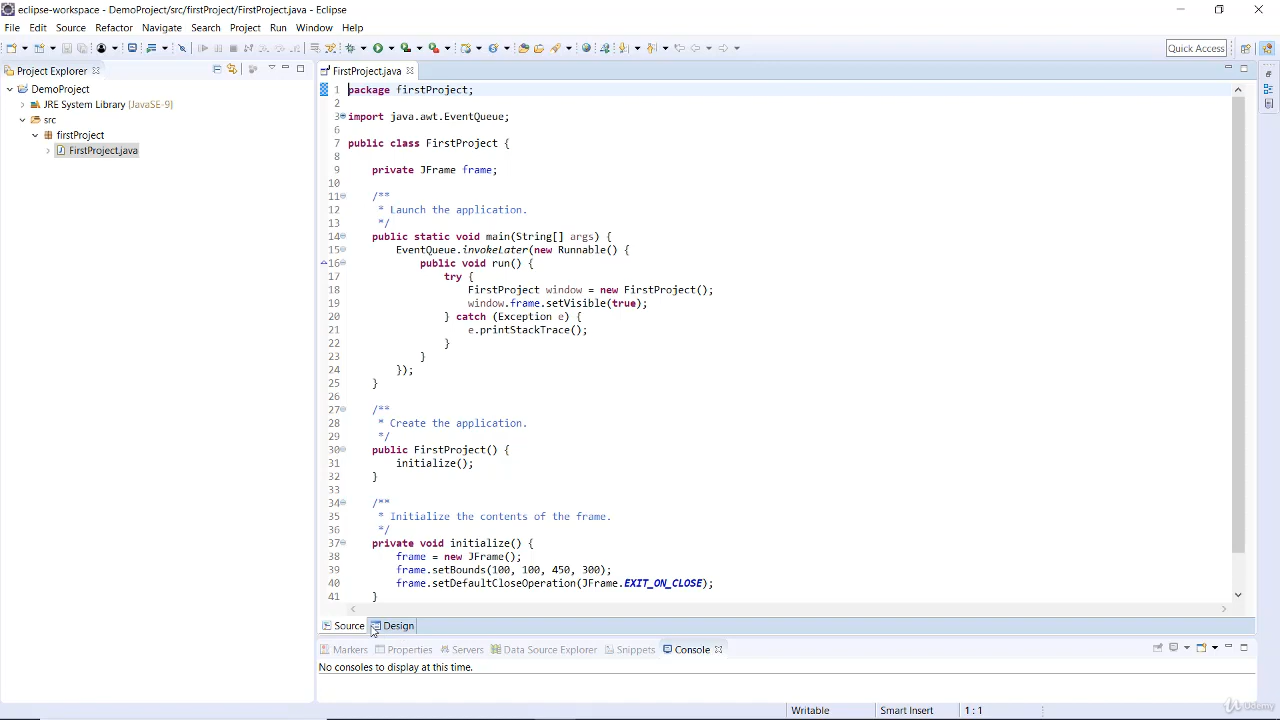 eclipse-workspace - DemoProject/src/firstProject/FirstProject.java - Eclipse
File Edit Source Refactor Navigate Search Project Run Window Help
Quick Access
Project Explorer
DemoProject
JRE System Library [JavaSE-9]
src
firstProject
FirstProject.java
FirstProject.java
1 package firstProject;
2
3 import java.awt.EventQueue;
6
7 public class FirstProject {
8
9 private JFrame frame;
10
11 /**
12 * Launch the application.
13 */
14 public static void main(String[] args) {
15 EventQueue.invokeLater(new Runnable() {
16 public void run() {
17 try {
18 FirstProject window = new FirstProject();
19 window.frame.setVisible(true);
20 } catch (Exception e) {
21 e.printStackTrace();
22 }
23 }
24 });
25 }
26
27 /**
28 * Create the application.
29 */
30 public FirstProject() {
31 initialize();
32 }
33
34 /**
35 * Initialize the contents of the frame.
36 */
37 private void initialize() {
38 frame = new JFrame();
39 frame.setBounds(100, 100, 450, 300);
40 frame.setDefaultCloseOperation(JFrame.EXIT_ON_CLOSE);
41 }
Source Design
Markers Properties Servers Data Source Explorer Snippets Console
No consoles to display at this time.
Writable Smart Insert 1 : 1
Udemy